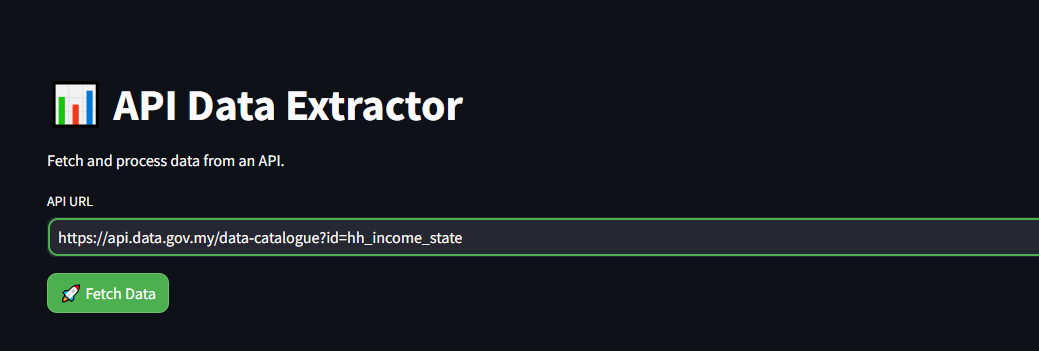 API Data Extractor
Fetch and process data from an API.
API URL
https://api.data.gov.my/data-catalogue?id=hh_income_state
Fetch Data